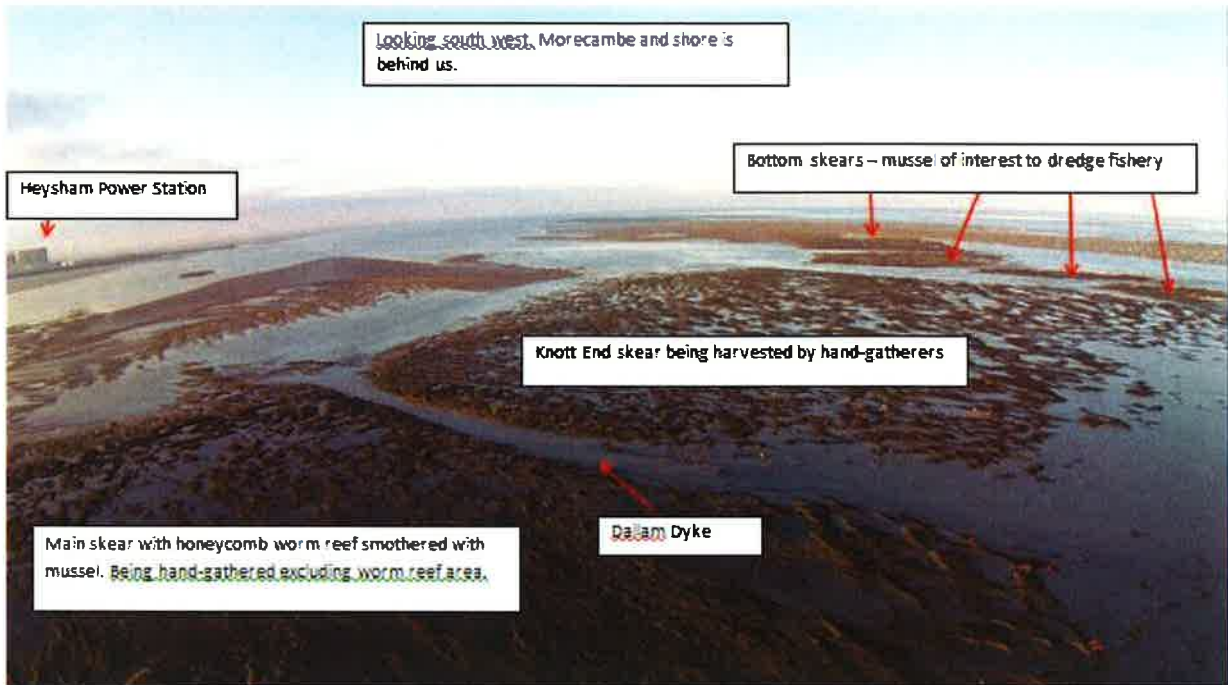 Looking south west. Morecambe and shore is
behind us.
Bottom skears – mussel of interest to dredge fishery
Heysham Power Station
Knott End skear being harvested by hand-gatherers
Dallam Dyke
Main skear with honeycomb worm reef smothered with
mussel. Being hand-gathered excluding worm reef area.